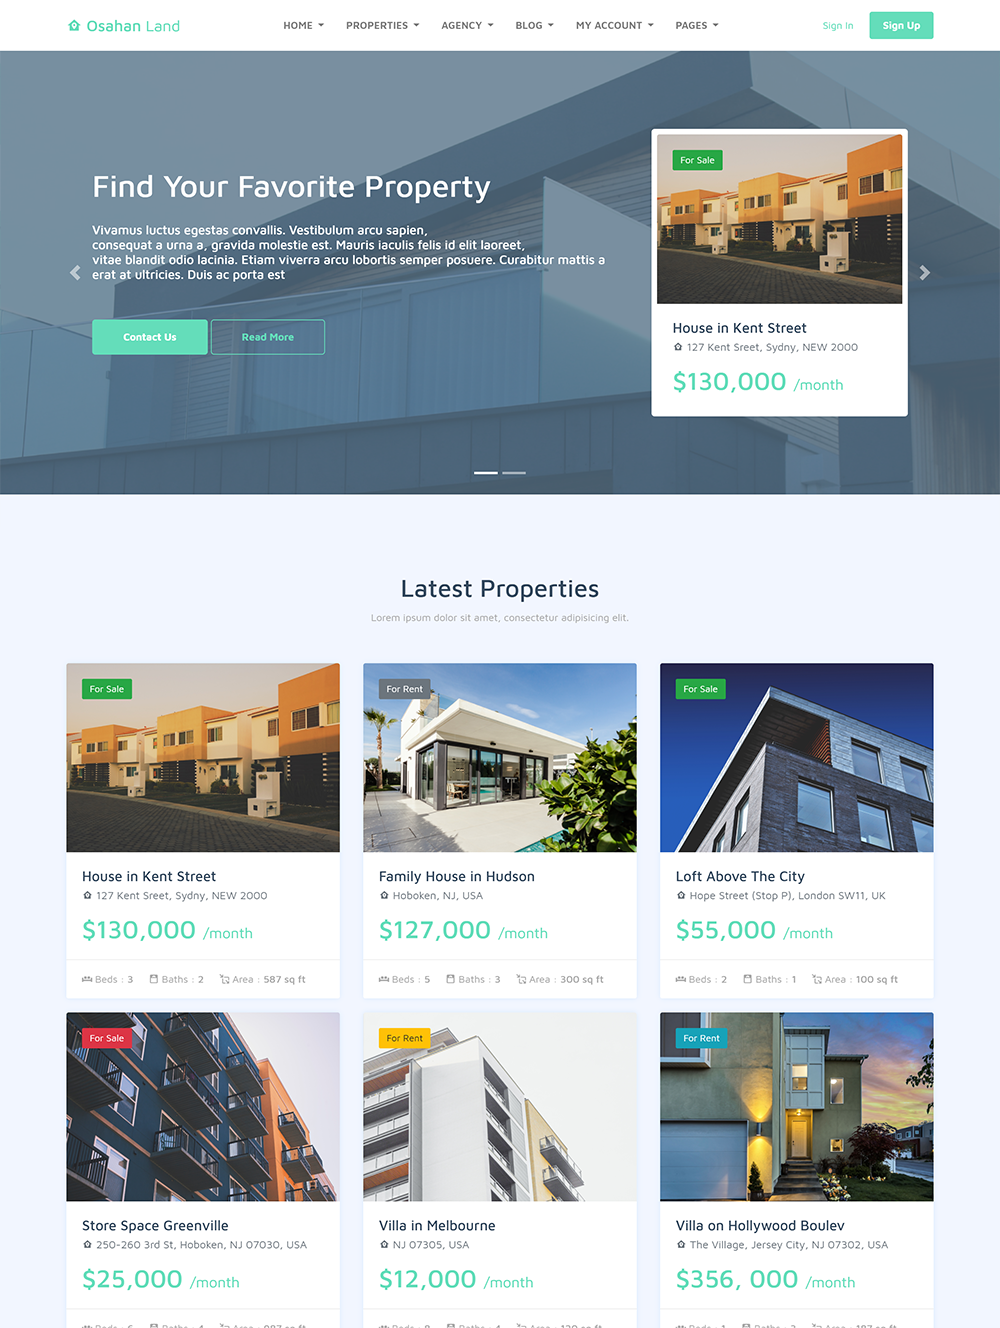 Osahan Land
HOME PROPERTIES AGENCY BLOG MY ACCOUNT PAGES
Sign In Sign Up
Find Your Favorite Property
Vivamus luctus egestas convallis. Vestibulum arcu sapien,
consequat a urna a, gravida molestie est. Mauris iaculis felis id elit laoreet,
vitae blandit odio lacinia. Etiam viverra arcu lobortis semper posuere. Curabitur mattis a
erat at ultricies. Duis ac porta est
Contact Us Read More
For Sale
House in Kent Street
127 Kent Sreet, Sydny, NEW 2000
$130,000 /month
Latest Properties
Lorem ipsum dolor sit amet, consectetur adipisicing elit.
For Sale
House in Kent Street
127 Kent Sreet, Sydny, NEW 2000
$130,000 /month
Beds : 3 Baths : 2 Area : 587 sq ft
For Rent
Family House in Hudson
Hoboken, NJ, USA
$127,000 /month
Beds : 5 Baths : 3 Area : 300 sq ft
For Sale
Loft Above The City
Hope Street (Stop P), London SW11, UK
$55,000 /month
Beds : 2 Baths : 1 Area : 100 sq ft
For Sale
Store Space Greenville
250-260 3rd St, Hoboken, NJ 07030, USA
$25,000 /month
For Rent
Villa in Melbourne
NJ 07305, USA
$12,000 /month
For Rent
Villa on Hollywood Boulev
The Village, Jersey City, NJ 07302, USA
$356, 000 /month